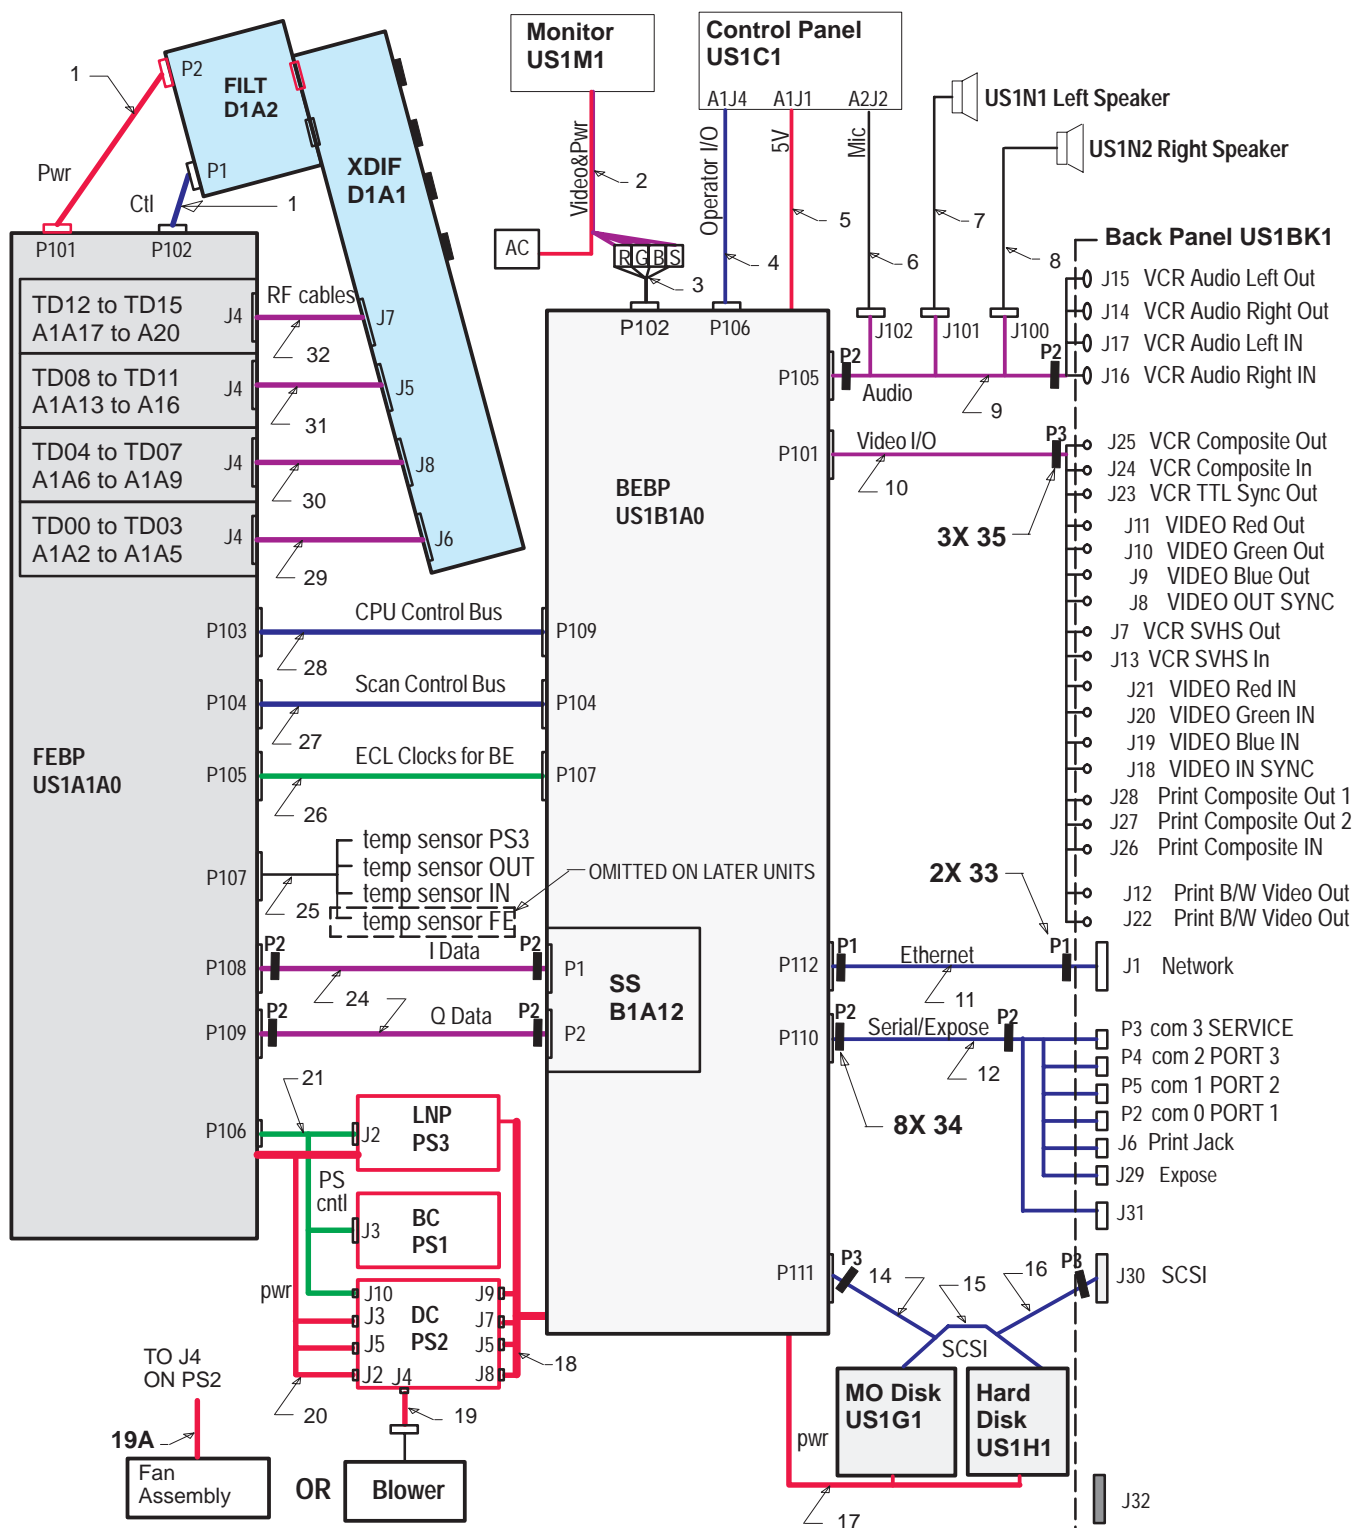 Monitor
US1M1
Control Panel
US1C1
A1J4
A1J1
A2J2
US1N1 Left Speaker
US1N2 Right Speaker
1
P2
FILT
D1A2
XDIF
D1A1
P1
Pwr
Ctl
1
P101
P102
Video&Pwr
2
AC
R G B S
3
P102
Operator I/O
4
P106
5V
5
Mic
6
7
8
J102
J101
J100
Back Panel US1BK1
J15 VCR Audio Left Out
J14 VCR Audio Right Out
J17 VCR Audio Left IN
J16 VCR Audio Right IN
P105
P2
Audio
9
P2
TD12 to TD15
A1A17 to A20
J4
RF cables
32
J7
TD08 to TD11
A1A13 to A16
J4
31
J5
TD04 to TD07
A1A6 to A1A9
J4
30
J8
TD00 to TD03
A1A2 to A1A5
J4
29
J6
P101
Video I/O
10
P3
3X 35
J25 VCR Composite Out
J24 VCR Composite In
J23 VCR TTL Sync Out
J11 VIDEO Red Out
J10 VIDEO Green Out
J9 VIDEO Blue Out
J8 VIDEO OUT SYNC
J7 VCR SVHS Out
J13 VCR SVHS In
J21 VIDEO Red IN
J20 VIDEO Green IN
J19 VIDEO Blue IN
J18 VIDEO IN SYNC
J28 Print Composite Out 1
J27 Print Composite Out 2
J26 Print Composite IN
J12 Print B/W Video Out
J22 Print B/W Video Out
BEBP
US1B1A0
FEBP
US1A1A0
P103
CPU Control Bus
28
P109
P104
Scan Control Bus
27
P104
P105
ECL Clocks for BE
26
P107
P107
25
temp sensor PS3
temp sensor OUT
temp sensor IN
temp sensor FE
OMITTED ON LATER UNITS
2X 33
P108
P2
I Data
24
P2
P1
SS
B1A12
P109
P2
Q Data
P2
P2
P112
P1
Ethernet
11
P1
J1 Network
P110
P2
Serial/Expose
12
P2
8X 34
P3 com 3 SERVICE
P4 com 2 PORT 3
P5 com 1 PORT 2
P2 com 0 PORT 1
J6 Print Jack
J29 Expose
J31
21
P106
J2
LNP
PS3
PS
cntl
J3
BC
PS1
pwr
J10
J3
J5
J2
DC
PS2
J9
J7
J5
J8
J4
18
20
19
TO J4
ON PS2
19A
Fan
Assembly
OR
Blower
P111
P3
14
15
16
P3
J30 SCSI
SCSI
MO Disk
US1G1
Hard
Disk
US1H1
pwr
17
J32